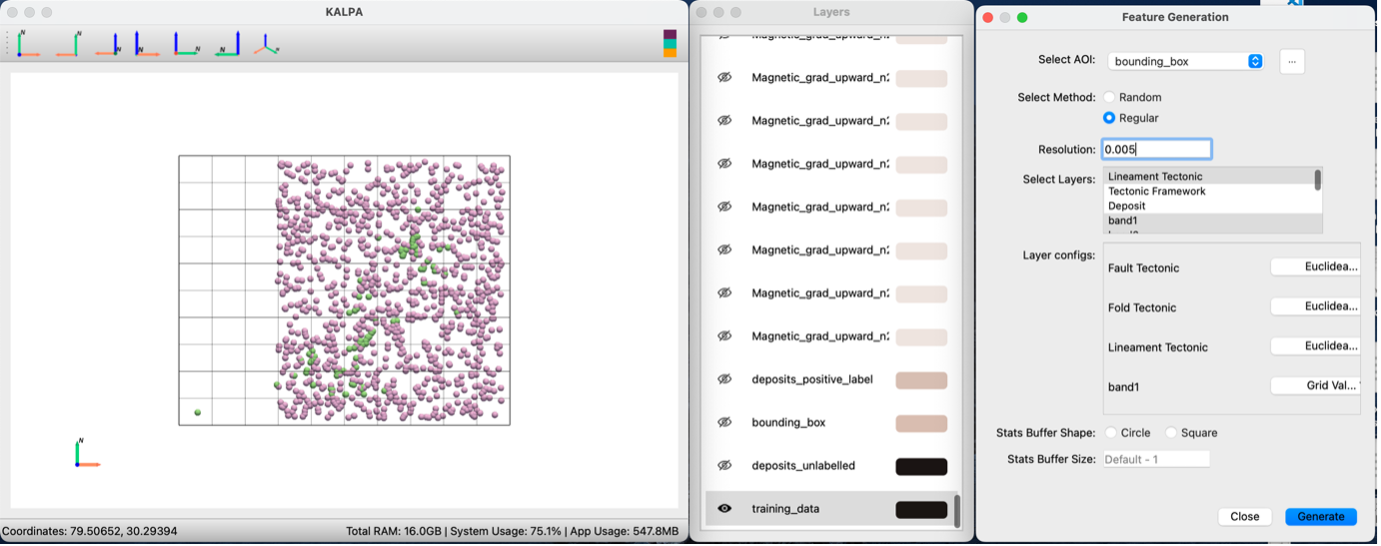 KALPA
N
N
N
N
N
N
Coordinates: 79.50652, 30.29394
Total RAM: 16.0GB | System Usage: 75.1% | App Usage: 547.8MB
Layers
Magnetic_grad_upward_n
Magnetic_grad_upward_n
Magnetic_grad_upward_n
Magnetic_grad_upward_n
Magnetic_grad_upward_n
Magnetic_grad_upward_n
Magnetic_grad_upward_n
deposits_positive_label
bounding_box
deposits_unlabelled
training_data
Feature Generation
Select AOI: bounding_box ...
Select Method: Random
Regular
Resolution: 0.005
Select Layers: Lineament Tectonic
Tectonic Framework
Deposit
band1
Layer configs:
Fault Tectonic Euclidea...
Fold Tectonic Euclidea...
Lineament Tectonic Euclidea...
band1 Grid Val...
Stats Buffer Shape: Circle Square
Stats Buffer Size: Default - 1
Close Generate